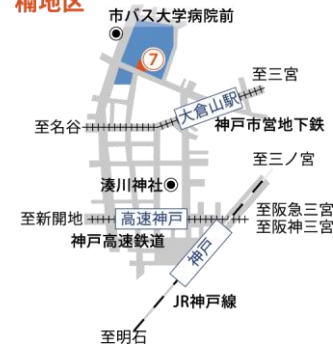 楠地区
市バス大学病院前
7
至三宮
大倉山駅
至名谷
神戸市営地下鉄
至三ノ宮
湊川神社
至新開地
高速神戸
至阪急三宮
至阪神三宮
神戸高速鉄道
神戸
JR神戸線
至明石